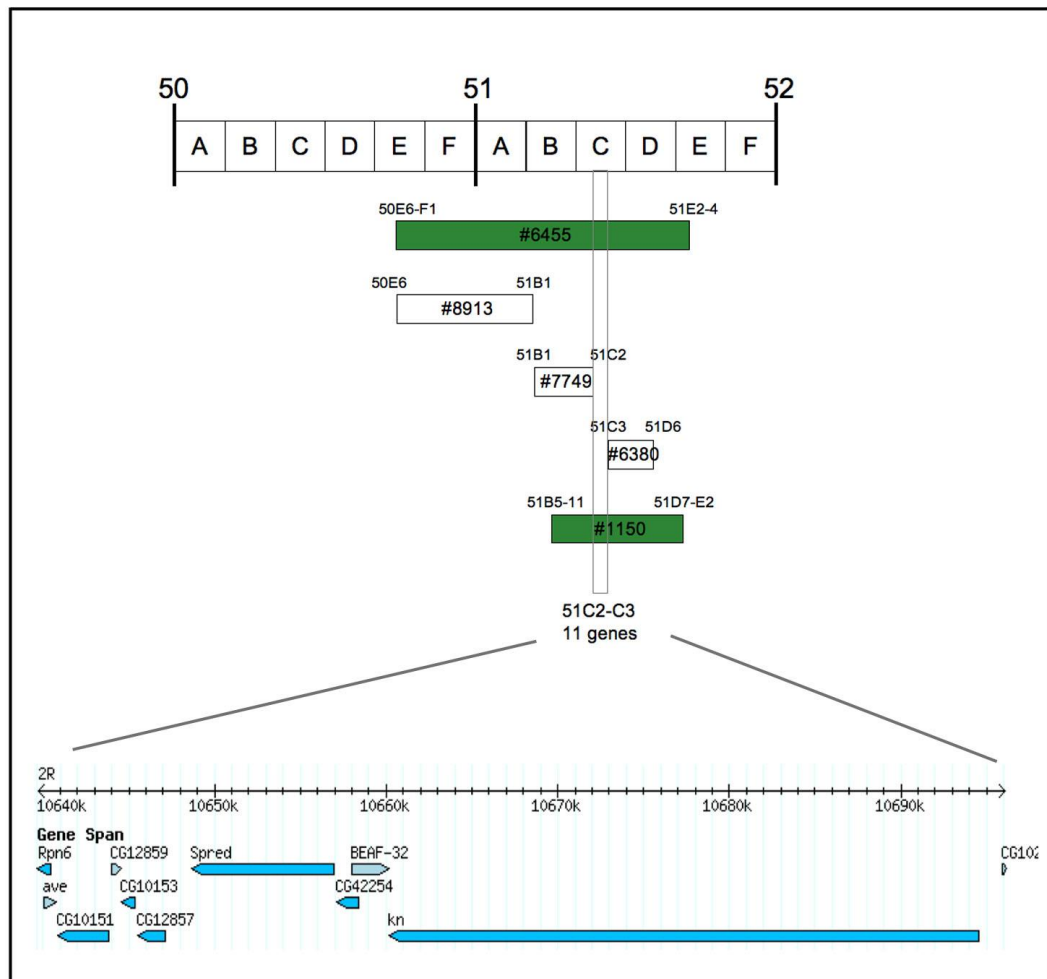 50 51 52
A B C D E F A B C D E F
50E6-F1 51E2-4
#6455
50E6 51B1
#8913
51B1 51C2
#7749
51C3 51D6
#6380
51B5-11 51D7-E2
#1150
51C2-C3
11 genes
2R
10640k 10650k 10660k 10670k 10680k 10690k
Gene Span
Rpn6 CG12859 Spred BEAF-32 CG102
ave CG10153 CG42254
CG10151 CG12857 kn